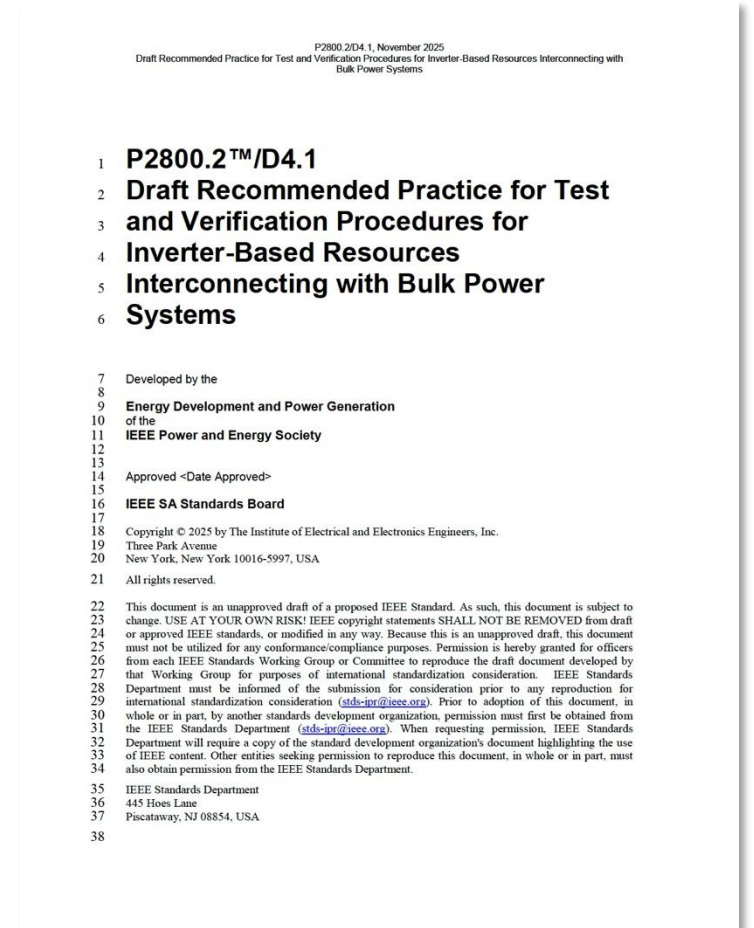 P2800.2/D4.1, November 2025
Draft Recommended Practice for Test and Verification Procedures for Inverter-Based Resources Interconnecting with
Bulk Power Systems
1 P2800.2™/D4.1
2 Draft Recommended Practice for Test
3 and Verification Procedures for
4 Inverter-Based Resources
5 Interconnecting with Bulk Power
6 Systems
7 Developed by the
8
9 Energy Development and Power Generation
10 of the
11 IEEE Power and Energy Society
12
13
14 Approved <Date Approved>
15
16 IEEE SA Standards Board
17
18 Copyright © 2025 by The Institute of Electrical and Electronics Engineers, Inc.
19 Three Park Avenue
20 New York, New York 10016-5997, USA
21 All rights reserved.
22 This document is an unapproved draft of a proposed IEEE Standard. As such, this document is subject to
23 change. USE AT YOUR OWN RISK! IEEE copyright statements SHALL NOT BE REMOVED from draft
24 or approved IEEE standards, or modified in any way. Because this is an unapproved draft, this document
25 must not be utilized for any conformance/compliance purposes. Permission is hereby granted for officers
26 from each IEEE Standards Working Group or Committee to reproduce the draft document developed by
27 that Working Group for purposes of international standardization consideration. IEEE Standards
28 Department must be informed of the submission for consideration prior to any reproduction for
29 international standardization consideration (stds-ipr@ieee.org). Prior to adoption of this document, in
30 whole or in part, by another standards development organization, permission must first be obtained from
31 the IEEE Standards Department (stds-ipr@ieee.org). When requesting permission, IEEE Standards
32 Department will require a copy of the standard development organization's document highlighting the use
33 of IEEE content. Other entities seeking permission to reproduce this document, in whole or in part, must
34 also obtain permission from the IEEE Standards Department.
35 IEEE Standards Department
36 445 Hoes Lane
37 Piscataway, NJ 08854, USA
38